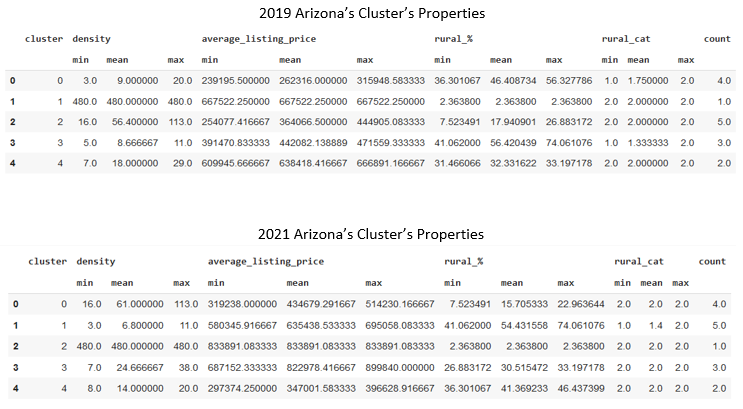 2019 Arizona’s Cluster’s Properties
cluster density average_listing_price rural_% rural_cat count
min mean max min mean max min mean max min mean max
0 0 3.0 9.000000 20.0 239195.500000 262316.000000 315948.583333 36.301067 46.408734 56.327786 1.0 1.750000 2.0 4.0
1 1 480.0 480.000000 480.0 667522.250000 667522.250000 667522.250000 2.363800 2.363800 2.363800 2.0 2.000000 2.0 1.0
2 2 16.0 56.400000 113.0 254077.416667 364066.500000 444905.083333 7.523491 17.940901 26.883172 2.0 2.000000 2.0 5.0
3 3 5.0 8.666667 11.0 391470.833333 442082.138889 471559.333333 41.062000 56.420439 74.061076 1.0 1.333333 2.0 3.0
4 4 7.0 18.000000 29.0 609945.666667 638418.416667 666891.166667 31.466066 32.331622 33.197178 2.0 2.000000 2.0 2.0
2021 Arizona’s Cluster’s Properties
cluster density average_listing_price rural_% rural_cat count
min mean max min mean max min mean max min mean max
0 0 16.0 61.000000 113.0 319238.000000 434679.291667 514230.166667 7.523491 15.705333 22.963644 2.0 2.0 2.0 4.0
1 1 3.0 6.800000 11.0 580345.916667 635438.533333 695058.083333 41.062000 54.431558 74.061076 1.0 1.4 2.0 5.0
2 2 480.0 480.000000 480.0 833891.083333 833891.083333 833891.083333 2.363800 2.363800 2.363800 2.0 2.0 2.0 1.0
3 3 7.0 24.666667 38.0 687152.333333 822978.416667 899840.000000 26.883172 30.515472 33.197178 2.0 2.0 2.0 3.0
4 4 8.0 14.000000 20.0 297374.250000 347001.583333 396628.916667 36.301067 41.369233 46.437399 2.0 2.0 2.0 2.0